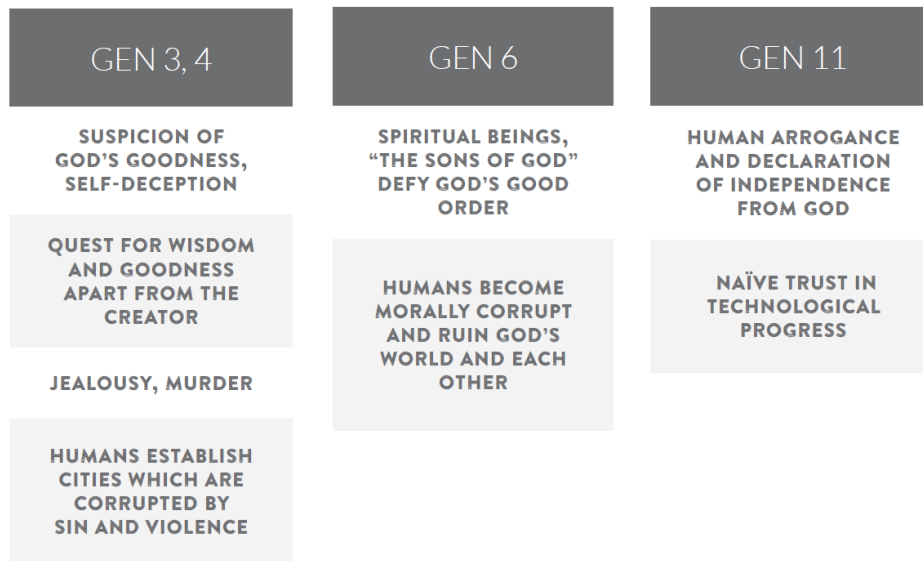 GEN 3, 4
SUSPICION OF
GOD'S GOODNESS,
SELF-DECEPTION
QUEST FOR WISDOM
AND GOODNESS
APART FROM THE
CREATOR
JEALOUSY, MURDER
HUMANS ESTABLISH
CITIES WHICH ARE
CORRUPTED BY
SIN AND VIOLENCE
GEN 6
SPIRITUAL BEINGS,
“THE SONS OF GOD”
DEFY GOD'S GOOD
ORDER
HUMANS BECOME
MORALLY CORRUPT
AND RUIN GOD'S
WORLD AND EACH
OTHER
GEN 11
HUMAN ARROGANCE
AND DECLARATION
OF INDEPENDENCE
FROM GOD
NAÏVE TRUST IN
TECHNOLOGICAL
PROGRESS